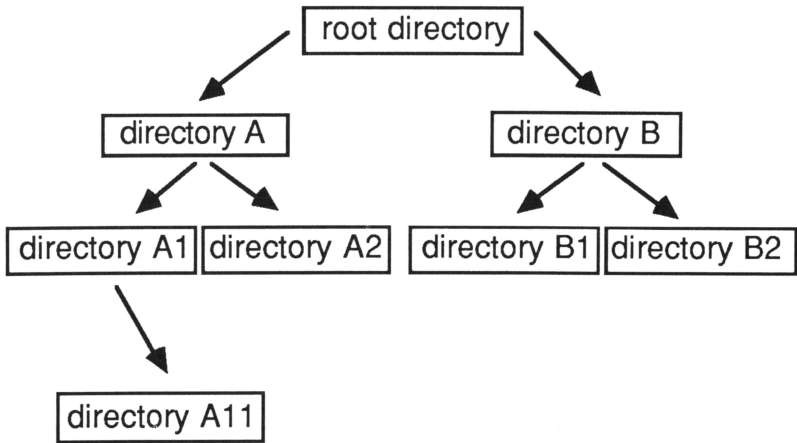 root directory
directory A
directory B
directory A1
directory A2
directory B1
directory B2
directory A11